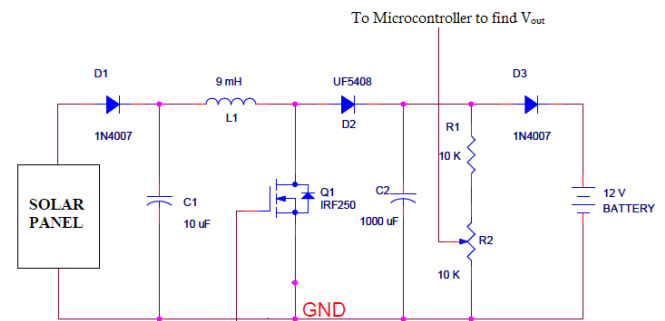 To Microcontroller to find Vout
D1
1N4007
9 mH
L1
UF5408
D2
D3
1N4007
R1
10 K
SOLAR
PANEL
C1
10 uF
Q1
IRF250
C2
1000 uF
R2
10 K
12 V
BATTERY
GND